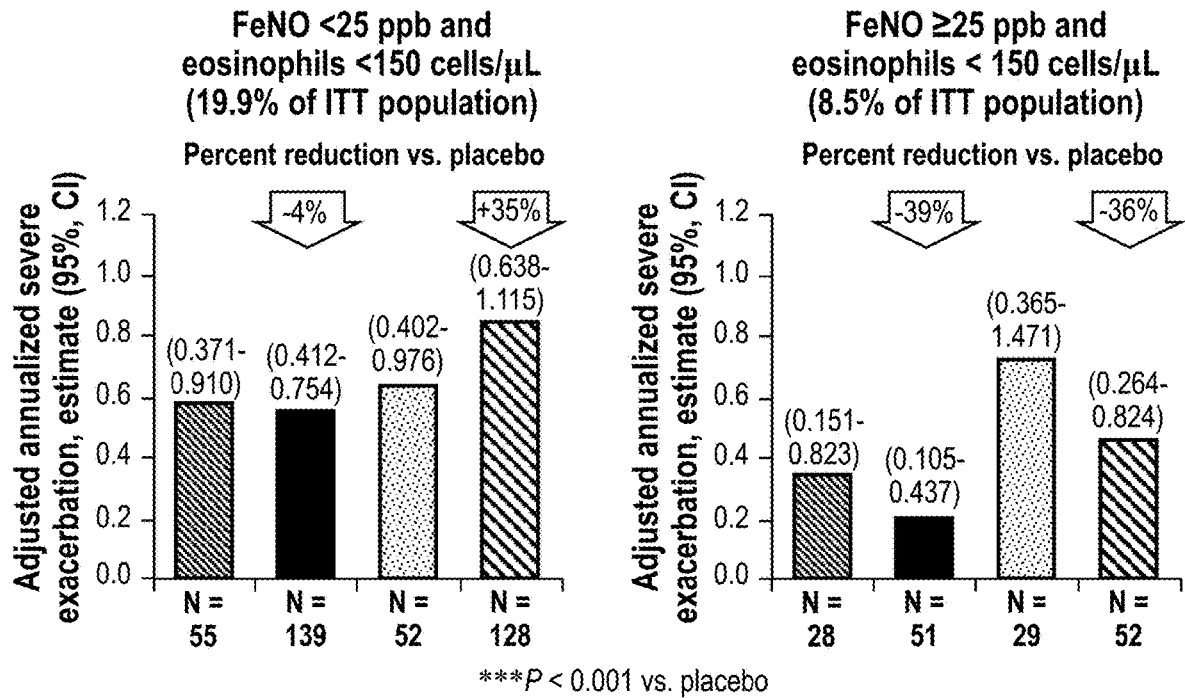 FeNO <25 ppb and
eosinophils <150 cells/µL
(19.9% of ITT population)
Percent reduction vs. placebo
-4%
+35%
Adjusted annualized severe
exacerbation, estimate (95%, CI)
1.2
1.0
0.8
0.6
0.4
0.2
0.0
(0.371-
0.910)
(0.412-
0.754)
(0.402-
0.976)
(0.638-
1.115)
N = N = N = N =
55 139 52 128
FeNO ≥25 ppb and
eosinophils < 150 cells/µL
(8.5% of ITT population)
Percent reduction vs. placebo
-39%
-36%
Adjusted annualized severe
exacerbation, estimate (95%, CI)
1.2
1.0
0.8
0.6
0.4
0.2
0.0
(0.151-
0.823)
(0.105-
0.437)
(0.365-
1.471)
(0.264-
0.824)
N = N = N = N =
28 51 29 52
***P < 0.001 vs. placebo